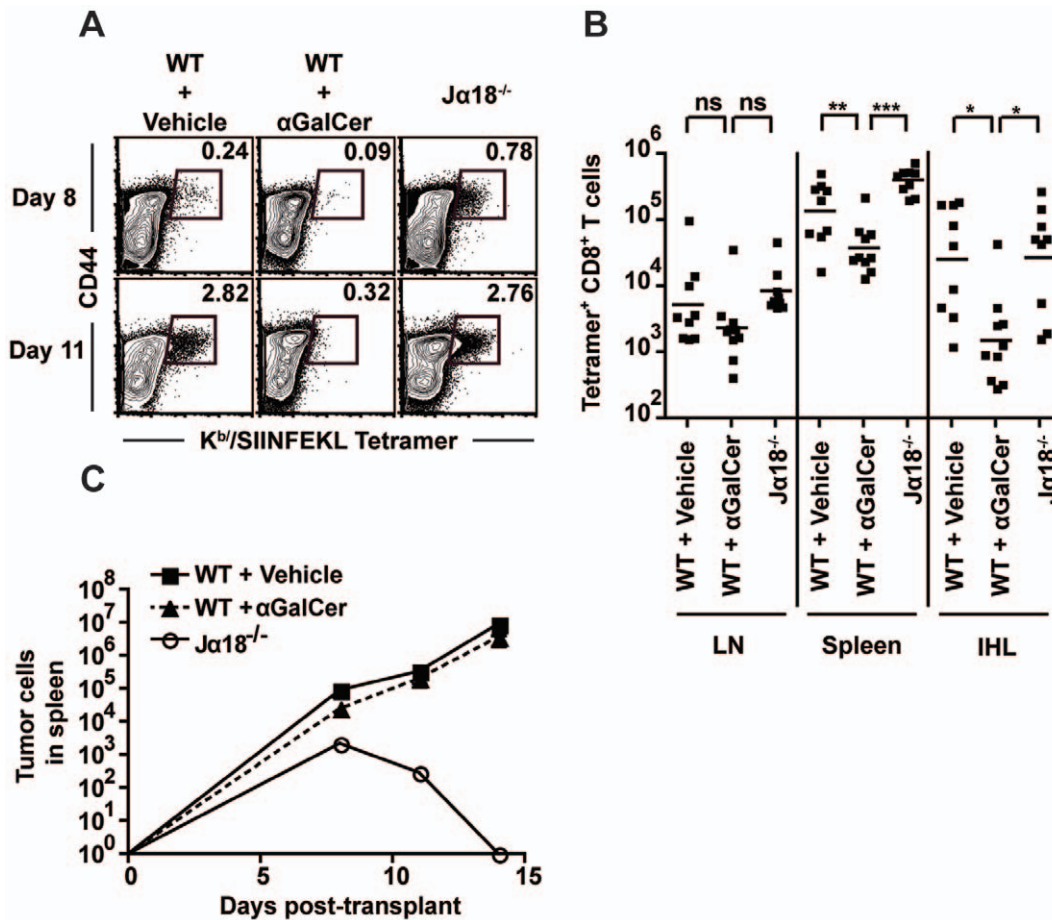 A
WT
+
Vehicle
WT
+
αGalCer
Jα18-/-
Day 8
Day 11
CD44
0.24
0.09
0.78
2.82
0.32
2.76
Kb/SIINFEKL Tetramer
B
ns
ns
**
***
*
*
Tetramer+ CD8+ T cells
10^6
10^5
10^4
10^3
10^2
WT + Vehicle
WT + αGalCer
Jα18-/-
WT + Vehicle
WT + αGalCer
Jα18-/-
WT + Vehicle
WT + αGalCer
Jα18-/-
LN
Spleen
IHL
C
WT + Vehicle
WT + αGalCer
Jα18-/-
Tumor cells
in spleen
10^8
10^7
10^6
10^5
10^4
10^3
10^2
10^1
10^0
0
5
10
15
Days post-transplant